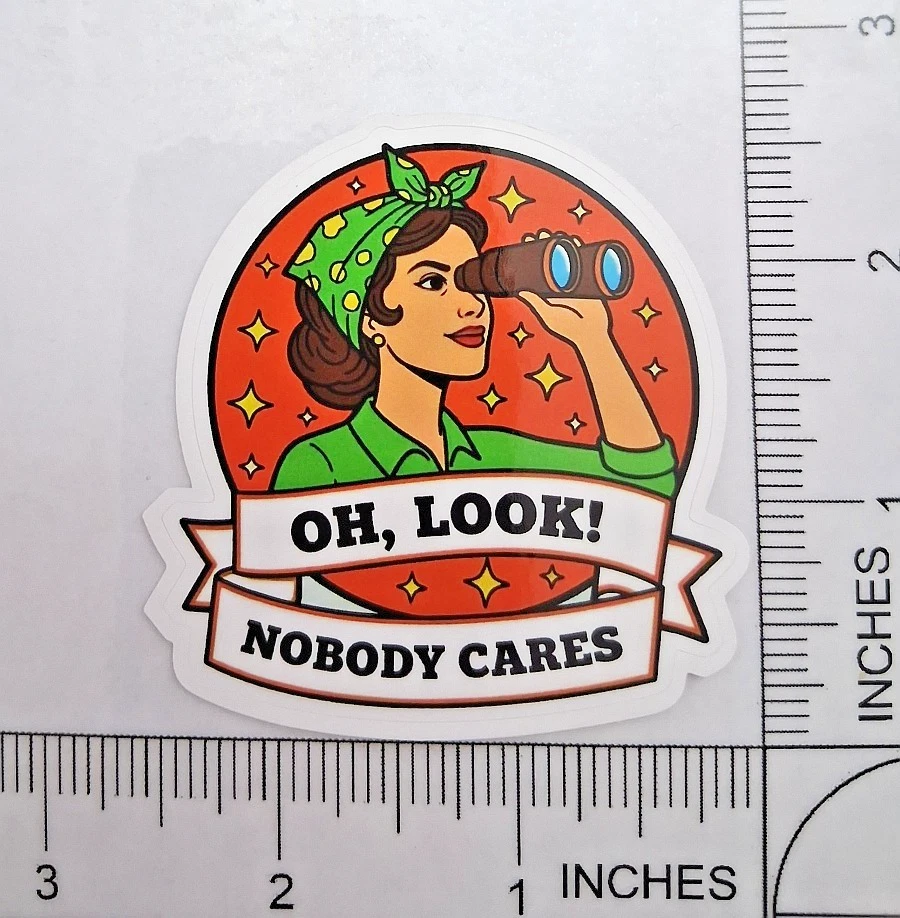 OH, LOOK!
NOBODY CARES
3
2
1
INCHES
3
2
1 INCHES